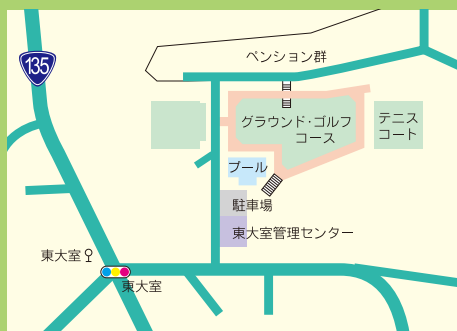 135
ペンション群
グラウンド・ゴルフ
コース
テニス
コート
プール
駐車場
東大室管理センター
東大室
東大室